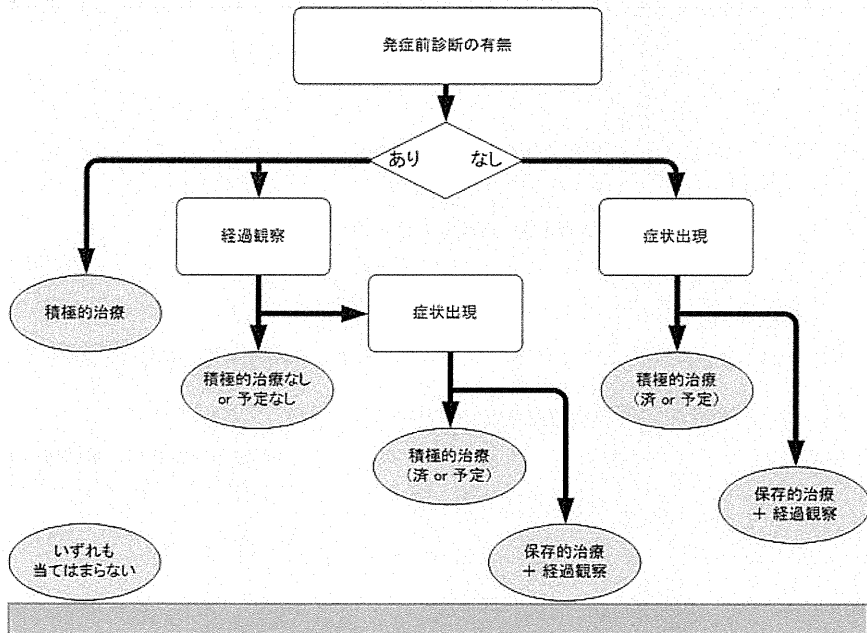 発症前診断の有無
あり
なし
経過観察
症状出現
積極的治療
症状出現
積極的治療なし
or 予定なし
積極的治療
（済 or 予定）
積極的治療
（済 or 予定）
保存的治療
＋ 経過観察
いずれも
当てはまらない
保存的治療
＋ 経過観察